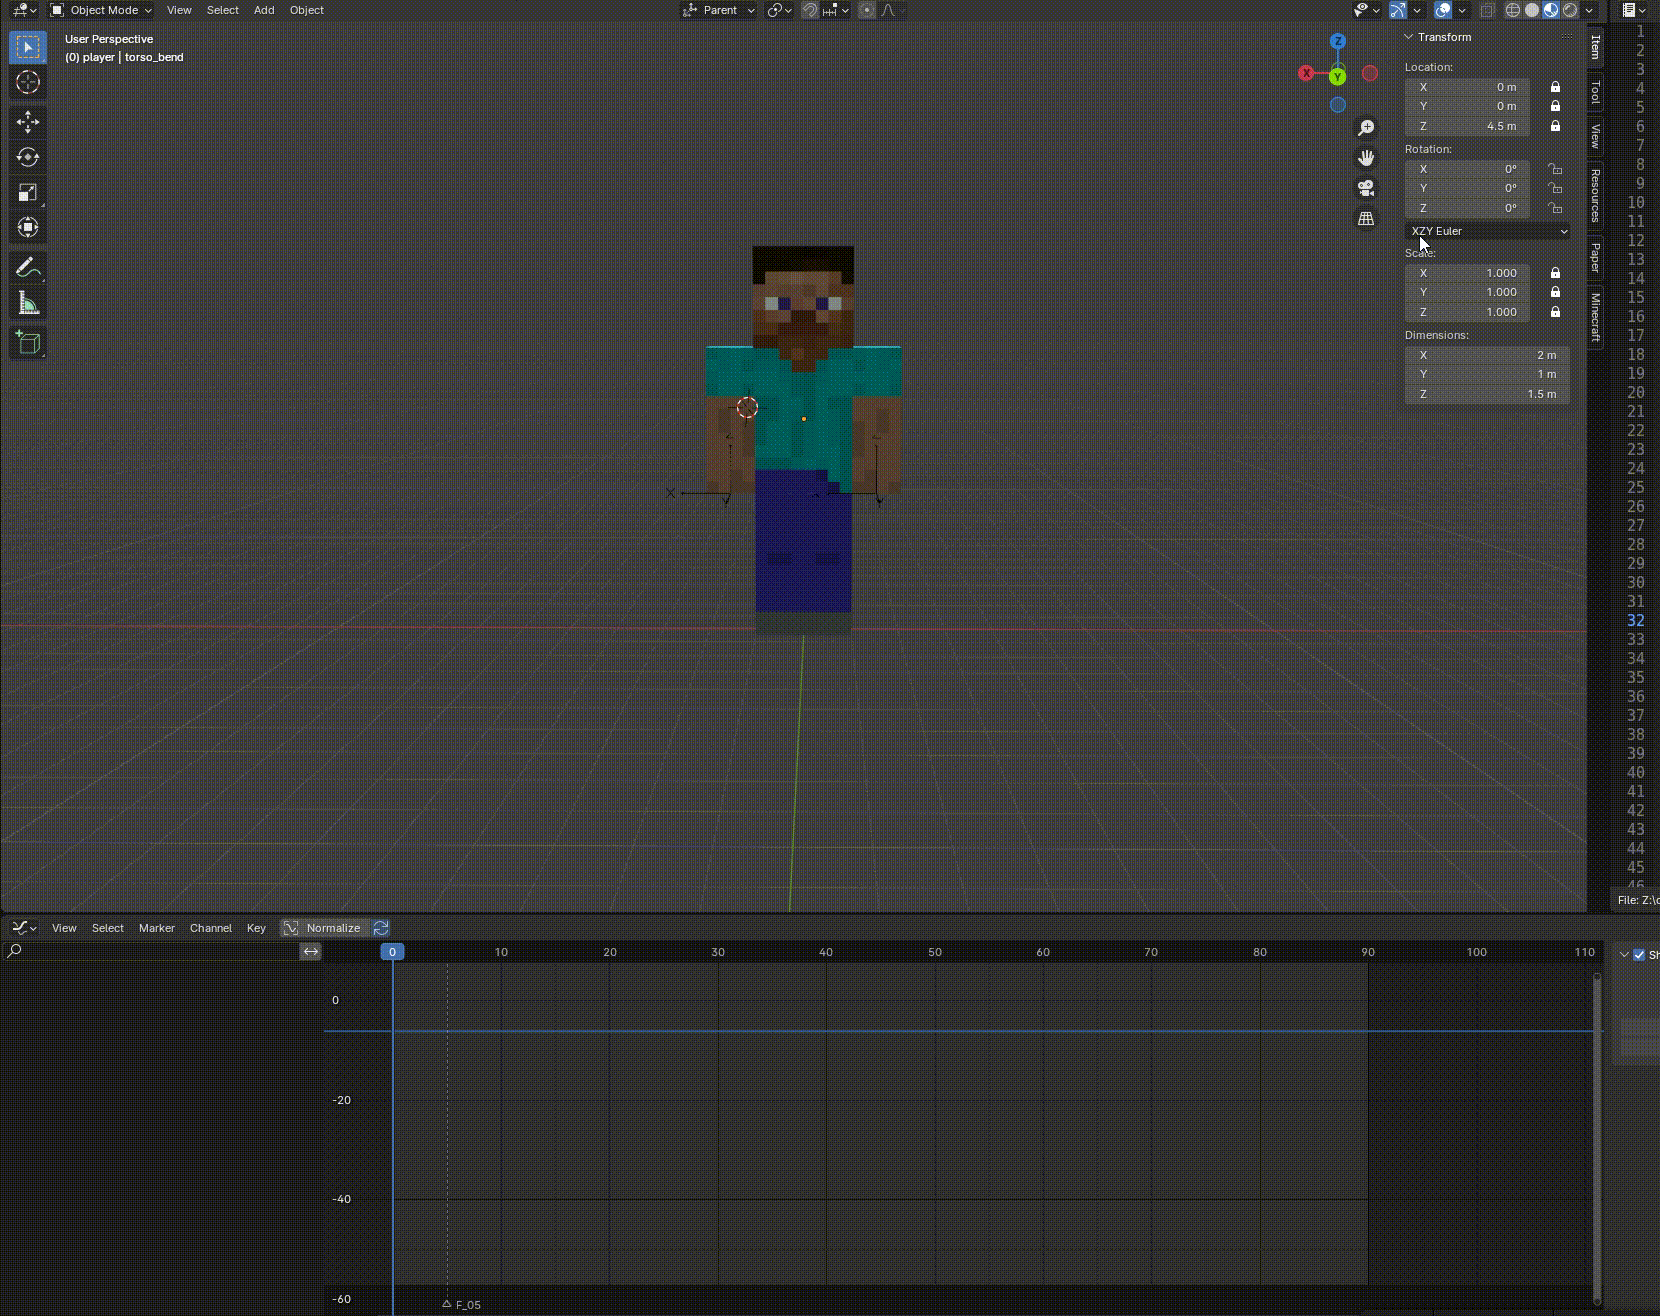 Object Mode View Select Add Object Parent
User Perspective
(0) player | torso_bend
Z
X
Y
Transform
Location:
X 0 m
Y 0 m
Z 4.5 m
Rotation:
X 0°
Y 0°
Z 0°
XZY Euler
Scale:
X 1.000
Y 1.000
Z 1.000
Dimensions:
X 2 m
Y 1 m
Z 1.5 m
Item
Tool
View
Resources
Paper
Minecraft
1
2
3
4
5
6
7
8
9
10
11
12
13
14
15
16
17
18
19
20
21
22
23
24
25
26
27
28
29
30
31
32
33
34
35
36
37
38
39
40
41
42
43
44
45
46
X
File: Z:\
View Select Marker Channel Key Normalize
0 10 20 30 40 50 60 70 80 90 100 110
Sh
0
-20
-40
-60
F_05